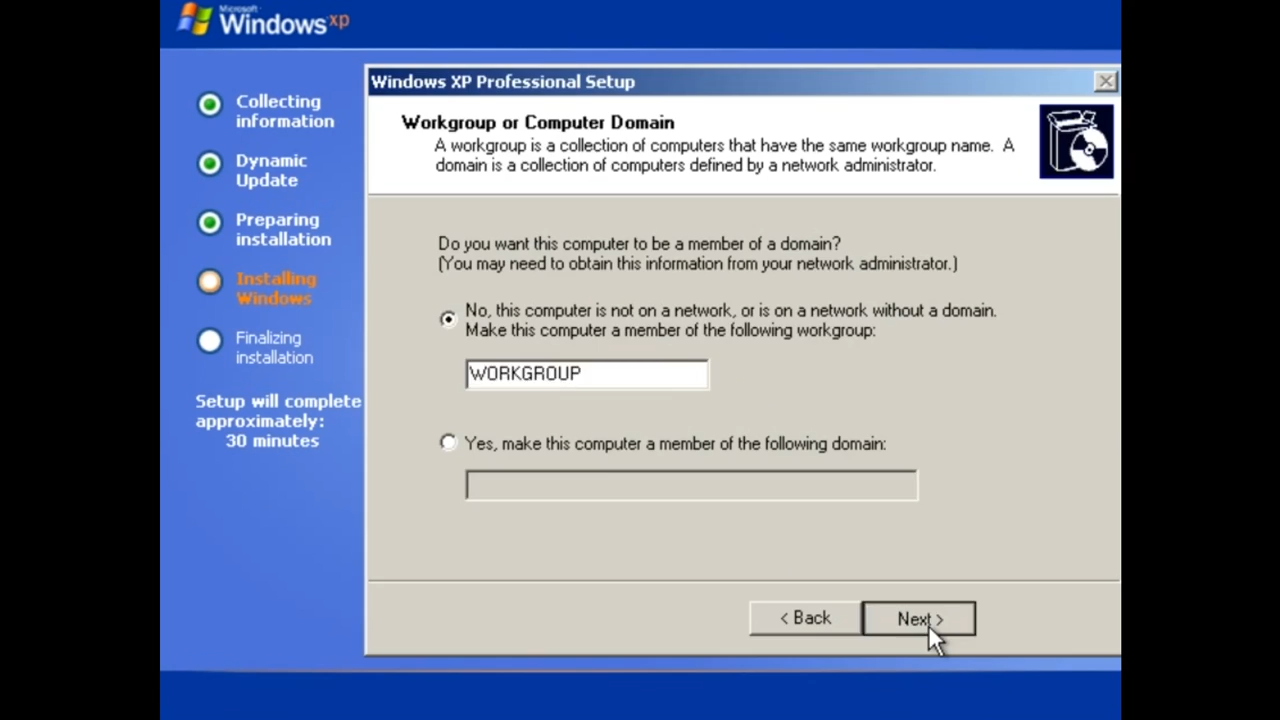 Microsoft
Windows xp
Collecting
information
Dynamic
Update
Preparing
installation
Installing
Windows
Finalizing
installation
Setup will complete
approximately:
30 minutes
Windows XP Professional Setup
Workgroup or Computer Domain
A workgroup is a collection of computers that have the same workgroup name. A
domain is a collection of computers defined by a network administrator.
Do you want this computer to be a member of a domain?
(You may need to obtain this information from your network administrator.)
No, this computer is not on a network, or is on a network without a domain.
Make this computer a member of the following workgroup:
WORKGROUP
Yes, make this computer a member of the following domain:
< Back
Next >